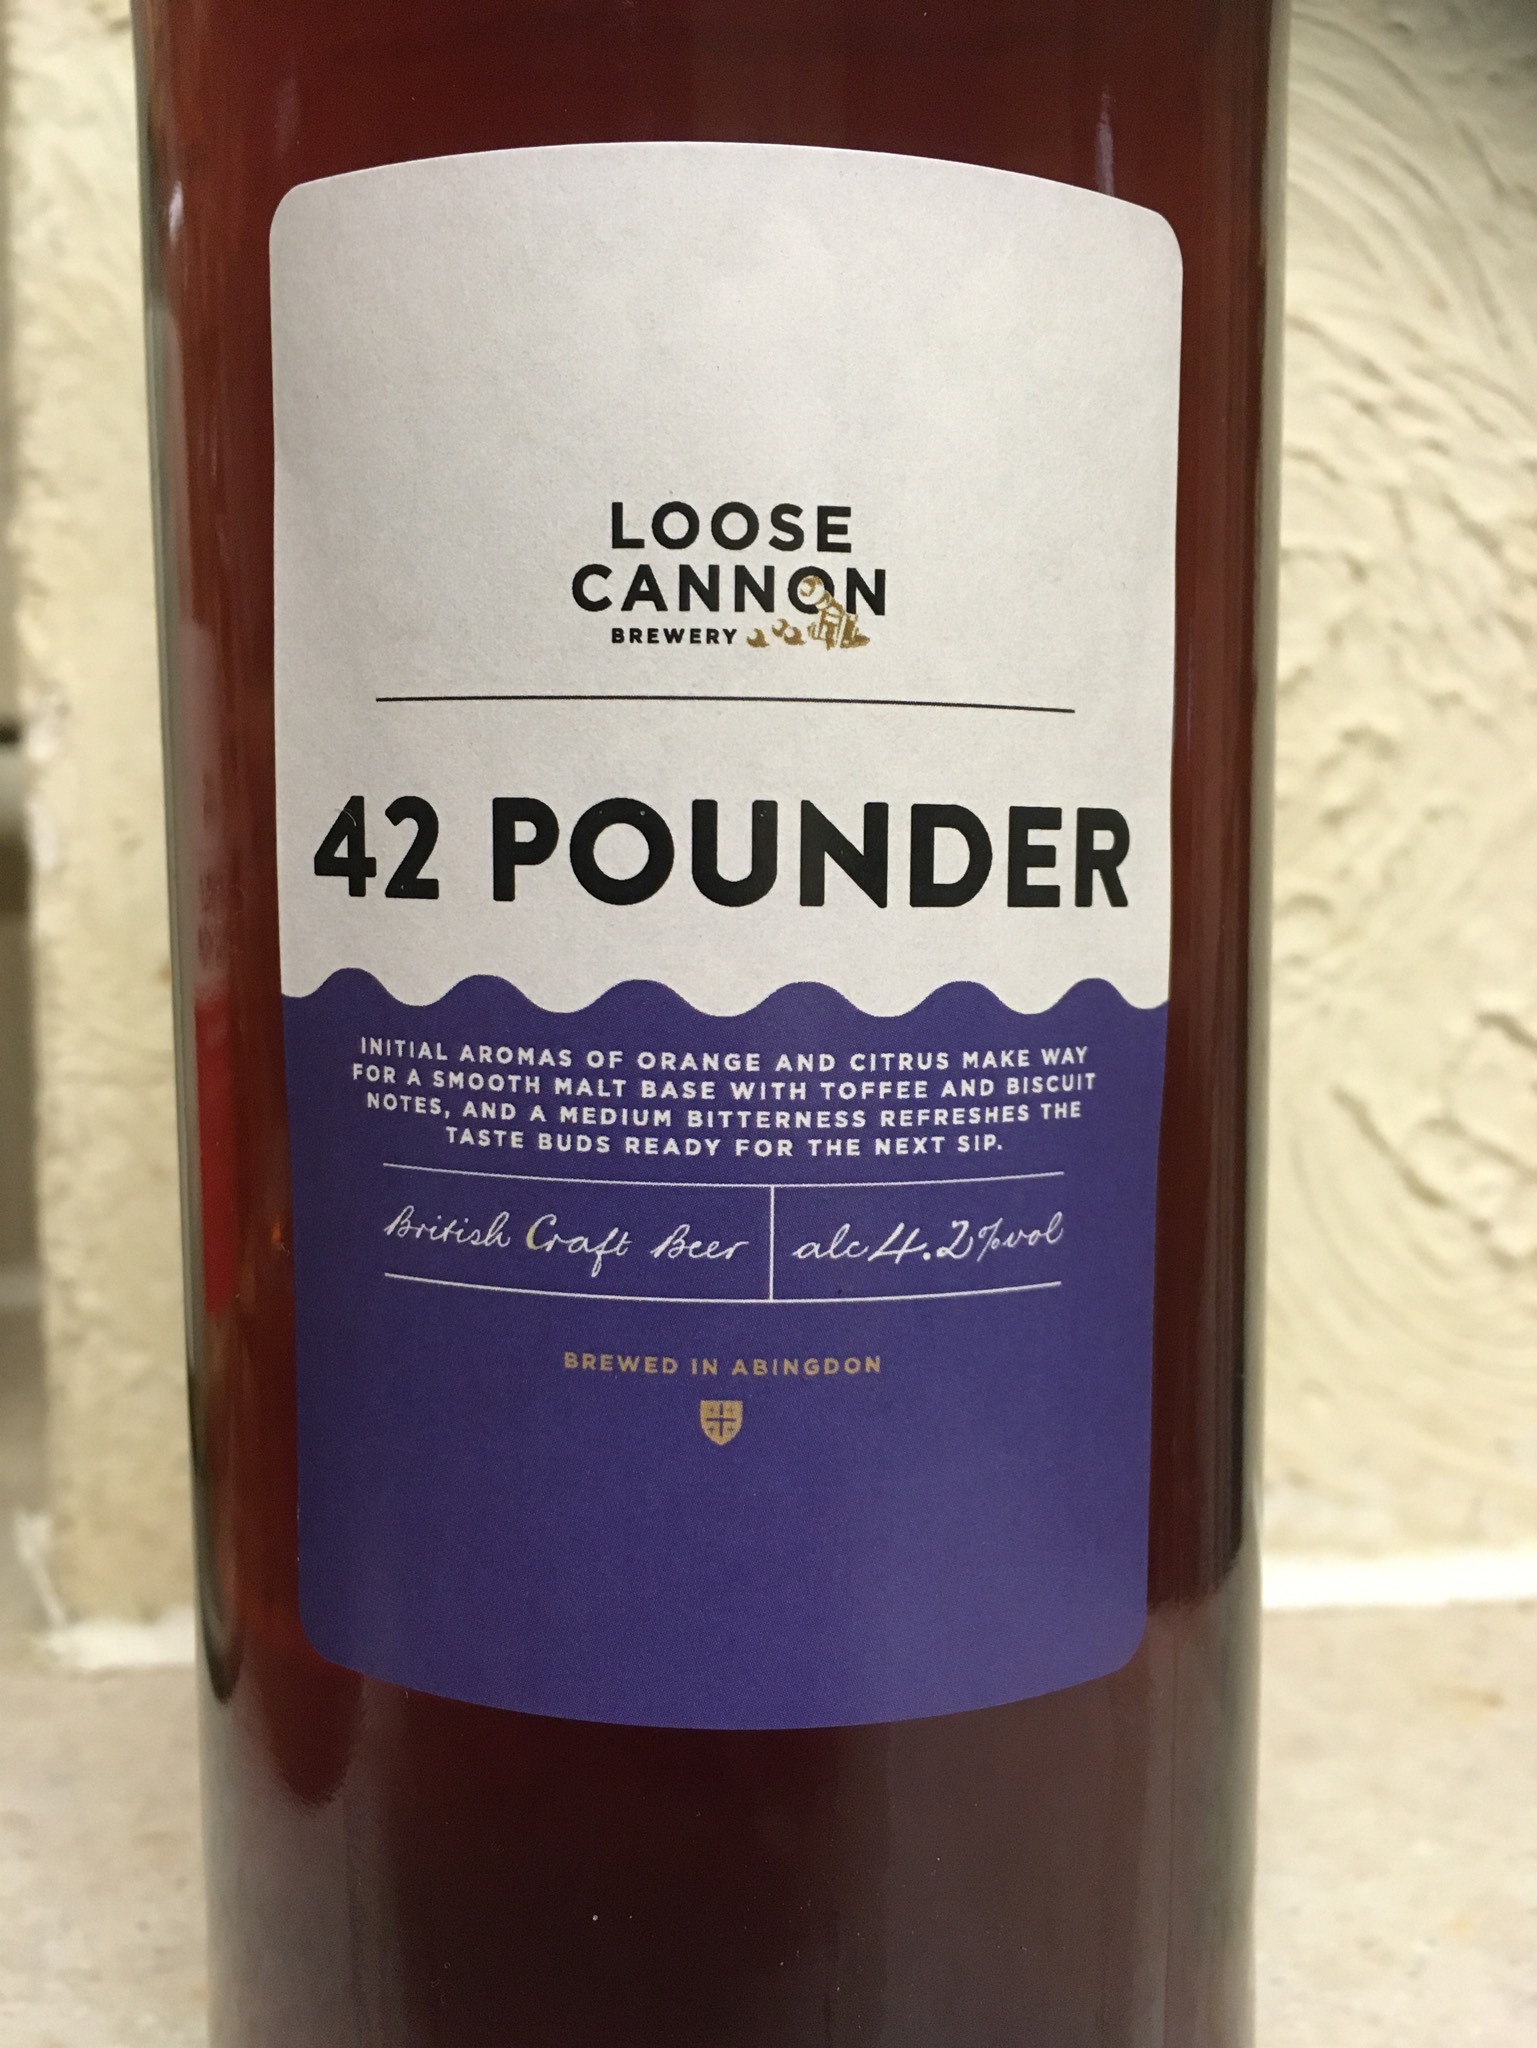 LOOSE
CANNON
BREWERY
42 POUNDER
INITIAL AROMAS OF ORANGE AND CITRUS MAKE WAY
FOR A SMOOTH MALT BASE WITH TOFFEE AND BISCUIT
NOTES, AND A MEDIUM BITTERNESS REFRESHES THE
TASTE BUDS READY FOR THE NEXT SIP.
British Craft Beer alc 4.2%vol
BREWED IN ABINGDON